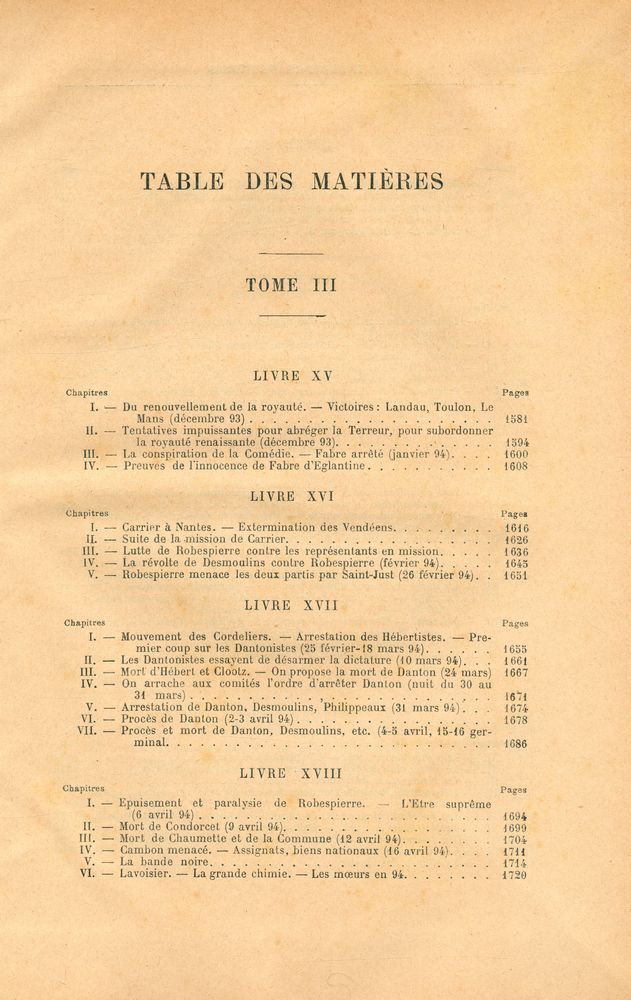 TABLE DES MATIÈRES
TOME III
LIVRE XV
Chapitres Pages
I. — Du renouvellement de la royauté. — Victoires : Landau, Toulon, Le
Mans (décembre 93) . . . . . . . . . . . . . . . . . . . . . 1581
II. — Tentatives impuissantes pour abréger la Terreur, pour subordonner
la royauté renaissante (décembre 93). . . . . . . . . . . . . 1594
III. — La conspiration de la Comédie. — Fabre arrêté (janvier 94). . . . 1600
IV. — Preuves de l'innocence de Fabre d'Eglantine . . . . . . . . . . . 1608
LIVRE XVI
Chapitres Pages
I. — Carrier à Nantes. — Extermination des Vendéens. . . . . . . . . 1616
II. — Suite de la mission de Carrier. . . . . . . . . . . . . . . . . . 1626
III. — Lutte de Robespierre contre les représentants en mission. . . . . 1636
IV. — La révolte de Desmoulins contre Robespierre (février 94). . . . . 1645
V. — Robespierre menace les deux partis par Saint-Just (26 février 94). . 1651
LIVRE XVII
Chapitres Pages
I. — Mouvement des Cordeliers. — Arrestation des Hébertistes. — Pre-
mier coup sur les Dantonistes (25 février-18 mars 94). . . . . . 1655
II. — Les Dantonistes essayent de désarmer la dictature (10 mars 94). . . 1661
III. — Mort d'Hébert et Clootz. — On propose la mort de Danton (24 mars) 1667
IV. — On arrache aux comités l'ordre d'arrêter Danton (nuit du 30 au
31 mars) . . . . . . . . . . . . . . . . . . . . . . . . . . 1671
V. — Arrestation de Danton, Desmoulins, Philippeaux (31 mars 94). . . 1674
VI. — Procès de Danton (2-3 avril 94) . . . . . . . . . . . . . . . . . 1678
VII. — Procès et mort de Danton, Desmoulins, etc. (4-5 avril, 15-16 ger-
minal. . . . . . . . . . . . . . . . . . . . . . . . . . . . 1686
LIVRE XVIII
Chapitres Pages
I. — Epuisement et paralysie de Robespierre. — L'Etre suprême
(6 avril 94) . . . . . . . . . . . . . . . . . . . . . . . . . 1694
II. — Mort de Condorcet (9 avril 94). . . . . . . . . . . . . . . . . . 1699
III. — Mort de Chaumette et de la Commune (12 avril 94). . . . . . . . 1704
IV. — Cambon menacé. — Assignats, biens nationaux (16 avril 94). . . . 1711
V. — La bande noire. . . . . . . . . . . . . . . . . . . . . . . . . 1714
VI. — Lavoisier. — La grande chimie. — Les mœurs en 94. . . . . . . . 1720